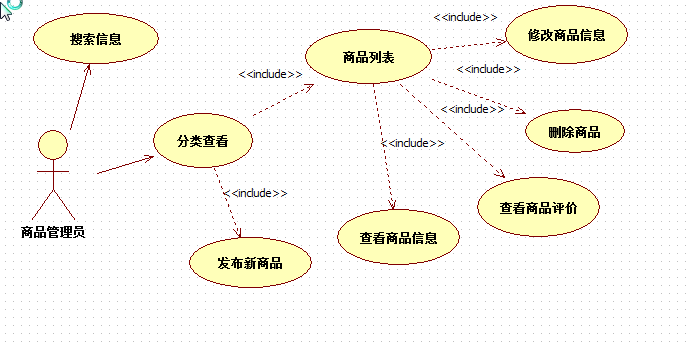 <<include>>
搜索信息
修改商品信息
商品列表
<<include>>
<<include>>
<<include>>
删除商品
分类查看
<<include>>
<<include>>
查看商品评价
商品管理员
查看商品信息
发布新商品